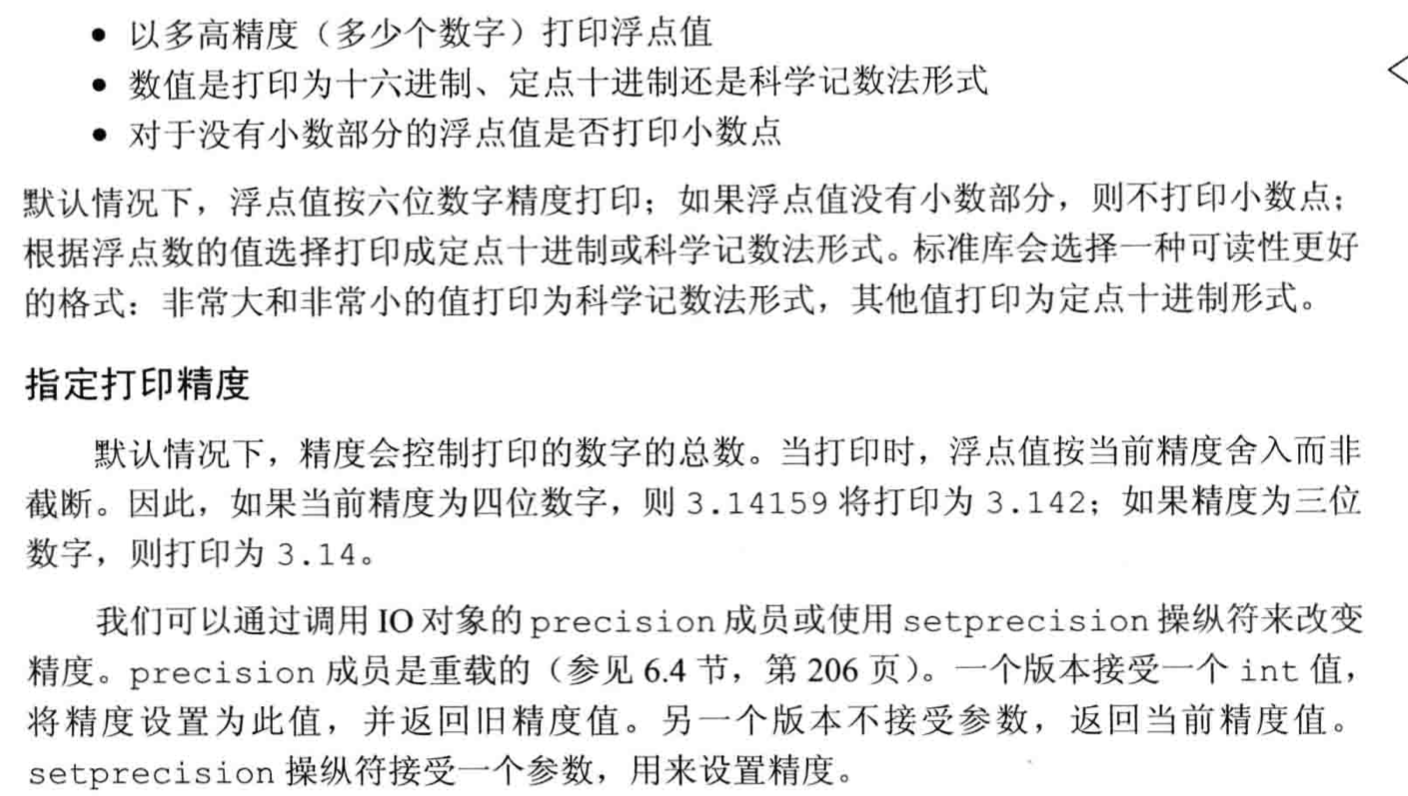 • 以多高精度（多少个数字）打印浮点值
• 数值是打印为十六进制、定点十进制还是科学记数法形式
• 对于没有小数部分的浮点值是否打印小数点
默认情况下，浮点值按六位数字精度打印；如果浮点值没有小数部分，则不打印小数点；
根据浮点数的值选择打印成定点十进制或科学记数法形式。标准库会选择一种可读性更好
的格式：非常大和非常小的值打印为科学记数法形式，其他值打印为定点十进制形式。
指定打印精度
默认情况下，精度会控制打印的数字的总数。当打印时，浮点值按当前精度舍入而非
截断。因此，如果当前精度为四位数字，则 3.14159 将打印为 3.142；如果精度为三位
数字，则打印为 3.14。
我们可以通过调用 IO 对象的 precision 成员或使用 setprecision 操纵符来改变
精度。precision 成员是重载的（参见 6.4 节，第 206 页）。一个版本接受一个 int 值，
将精度设置为此值，并返回旧精度值。另一个版本不接受参数，返回当前精度值。
setprecision 操纵符接受一个参数，用来设置精度。